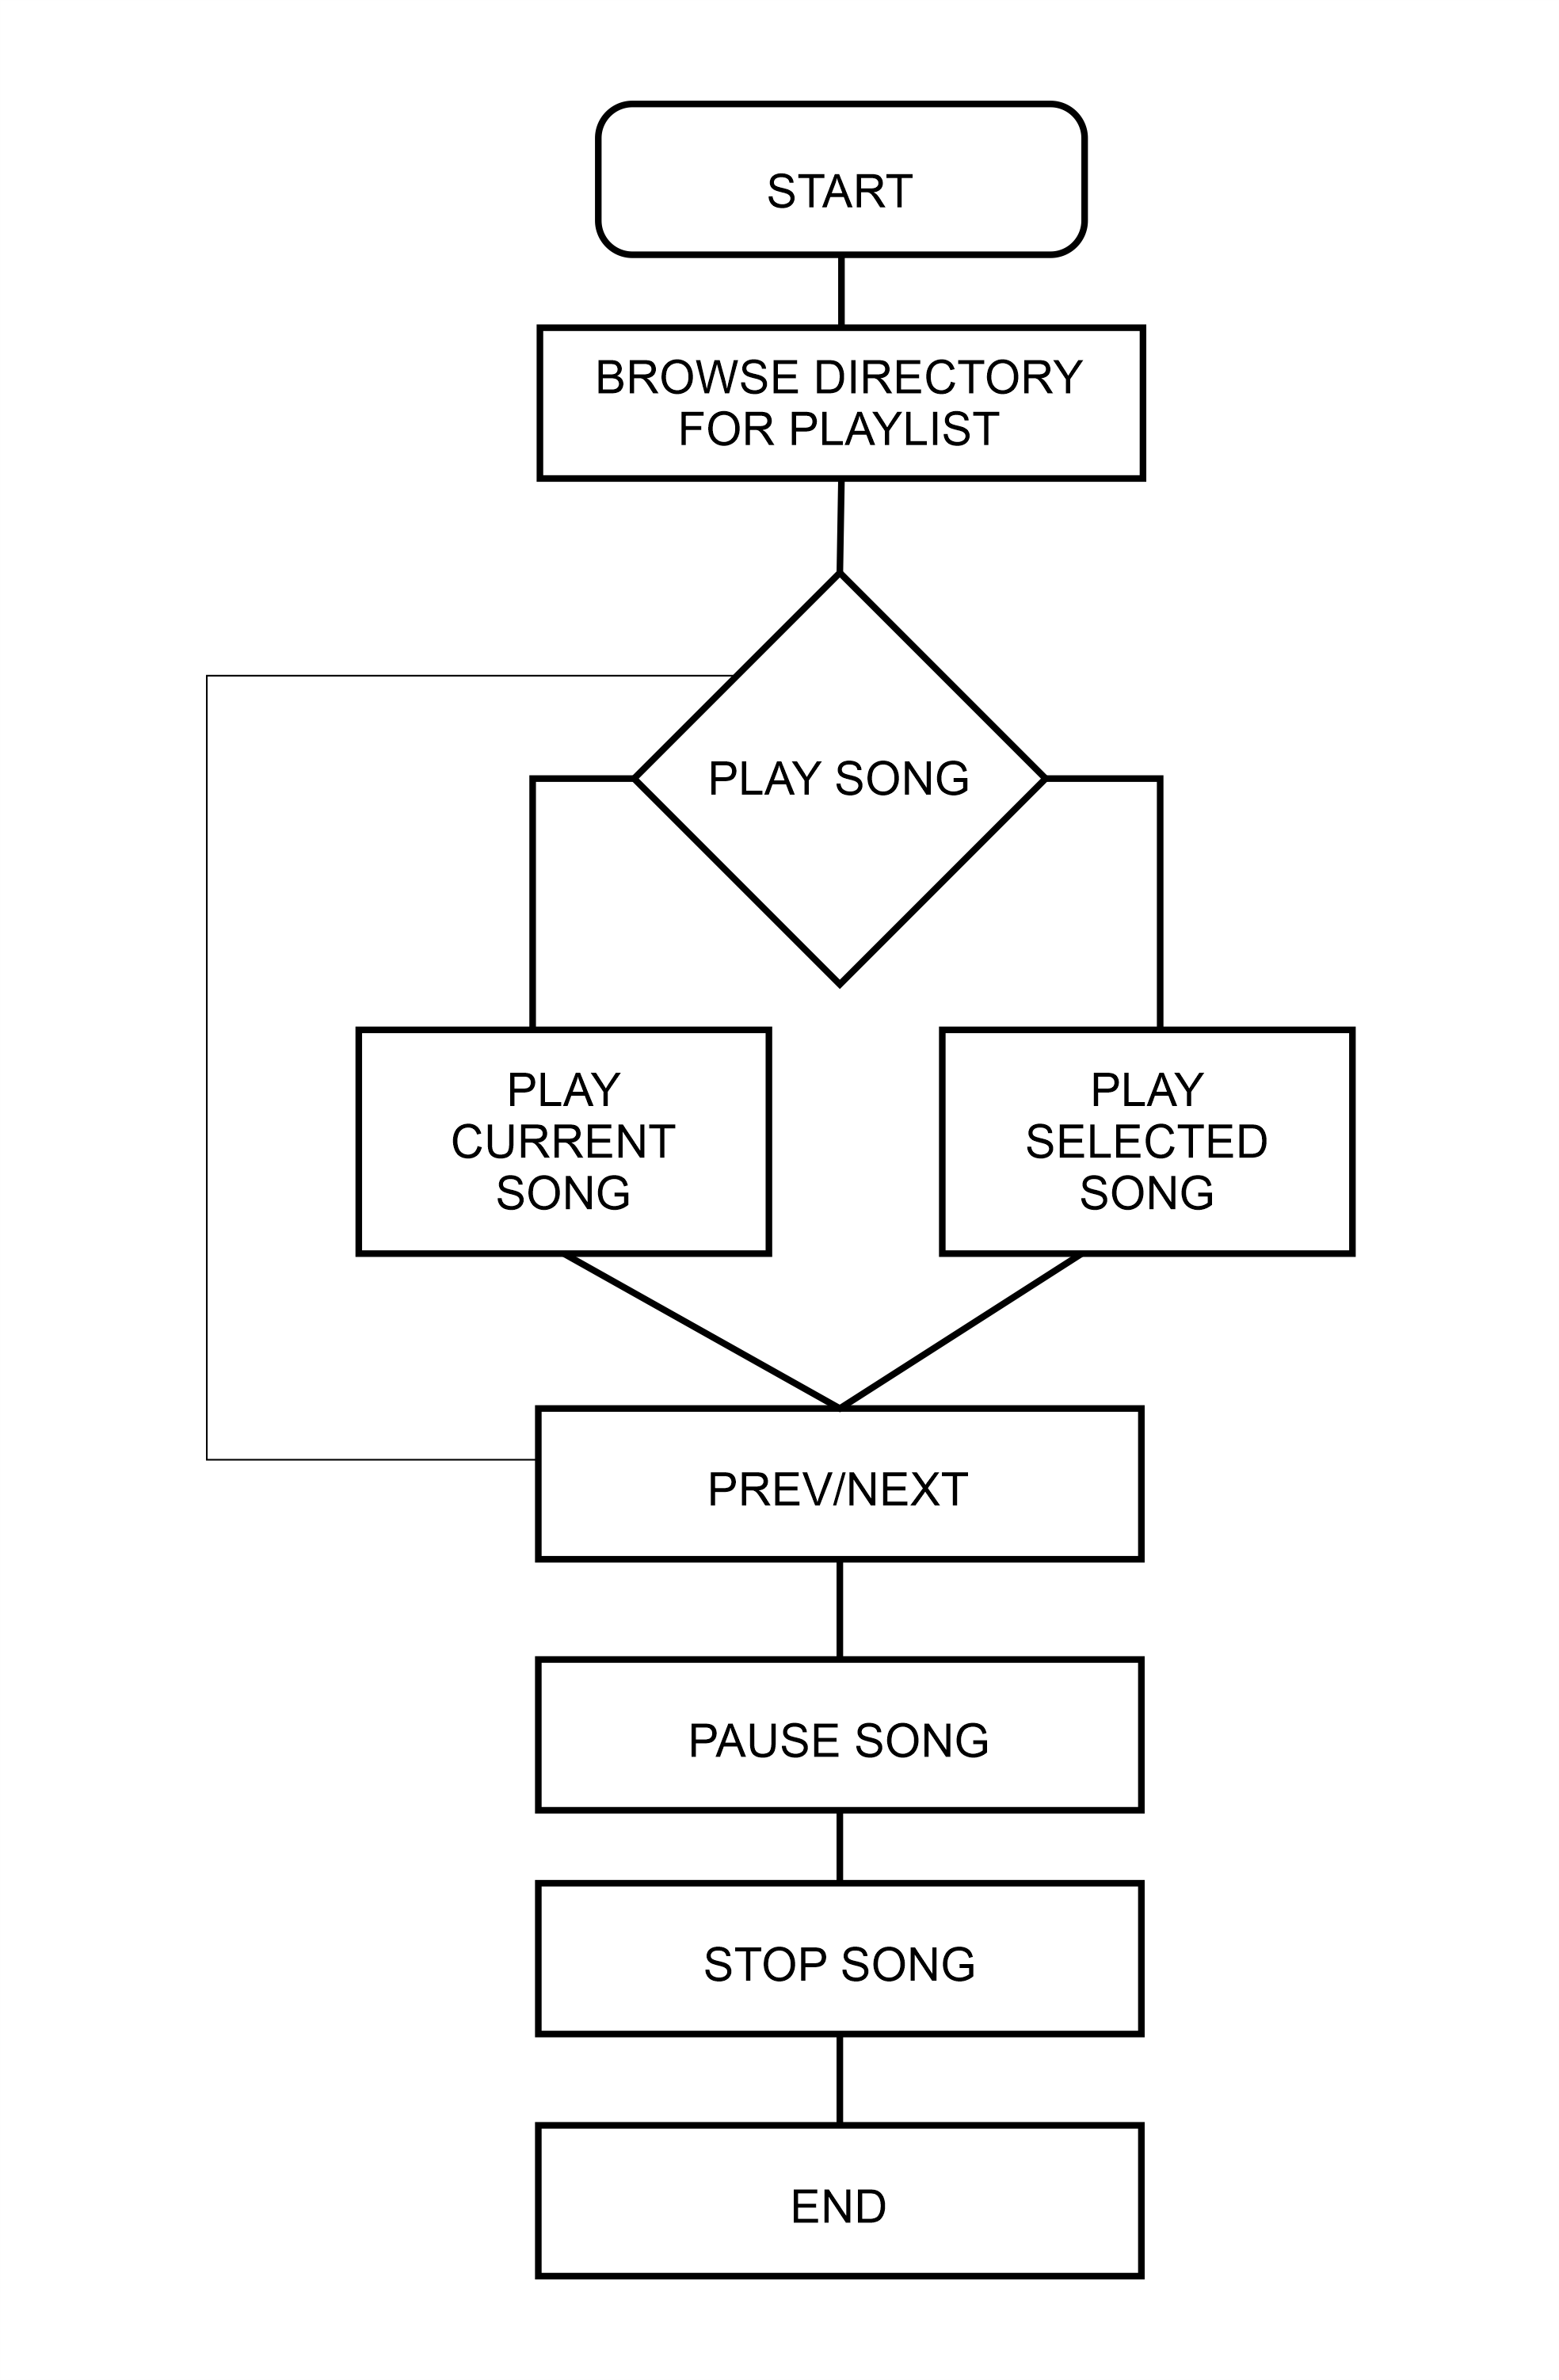 START
BROWSE DIRECTORY
FOR PLAYLIST
PLAY SONG
PLAY
CURRENT
SONG
PLAY
SELECTED
SONG
PREV/NEXT
PAUSE SONG
STOP SONG
END